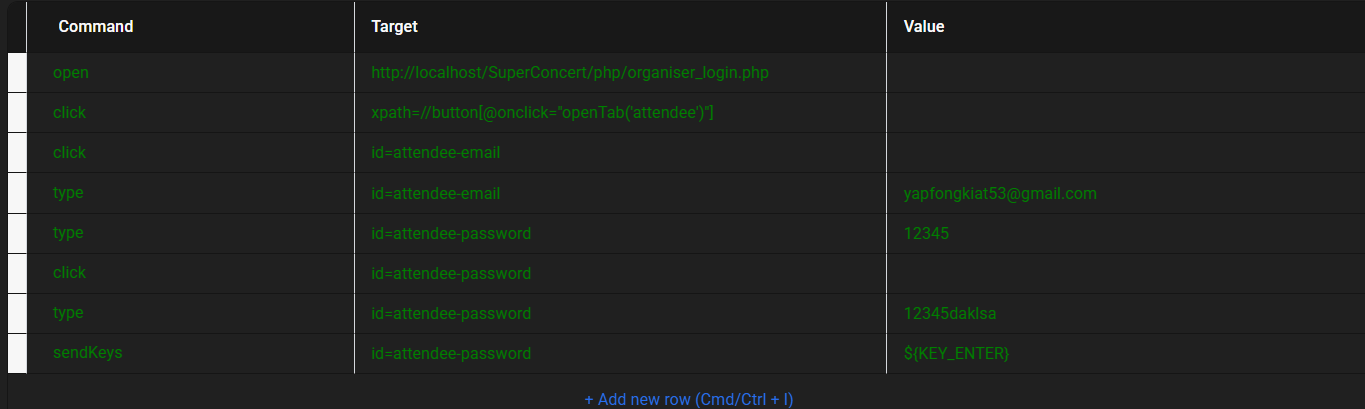 Command Target Value
open http://localhost/SuperConcert/php/organiser_login.php
click xpath=//button[@onclick="openTab('attendee')"]
click id=attendee-email
type id=attendee-email yapfongkiat53@gmail.com
type id=attendee-password 12345
click id=attendee-password
type id=attendee-password 12345daklsa
sendKeys id=attendee-password ${KEY_ENTER}
+ Add new row (Cmd/Ctrl + I)